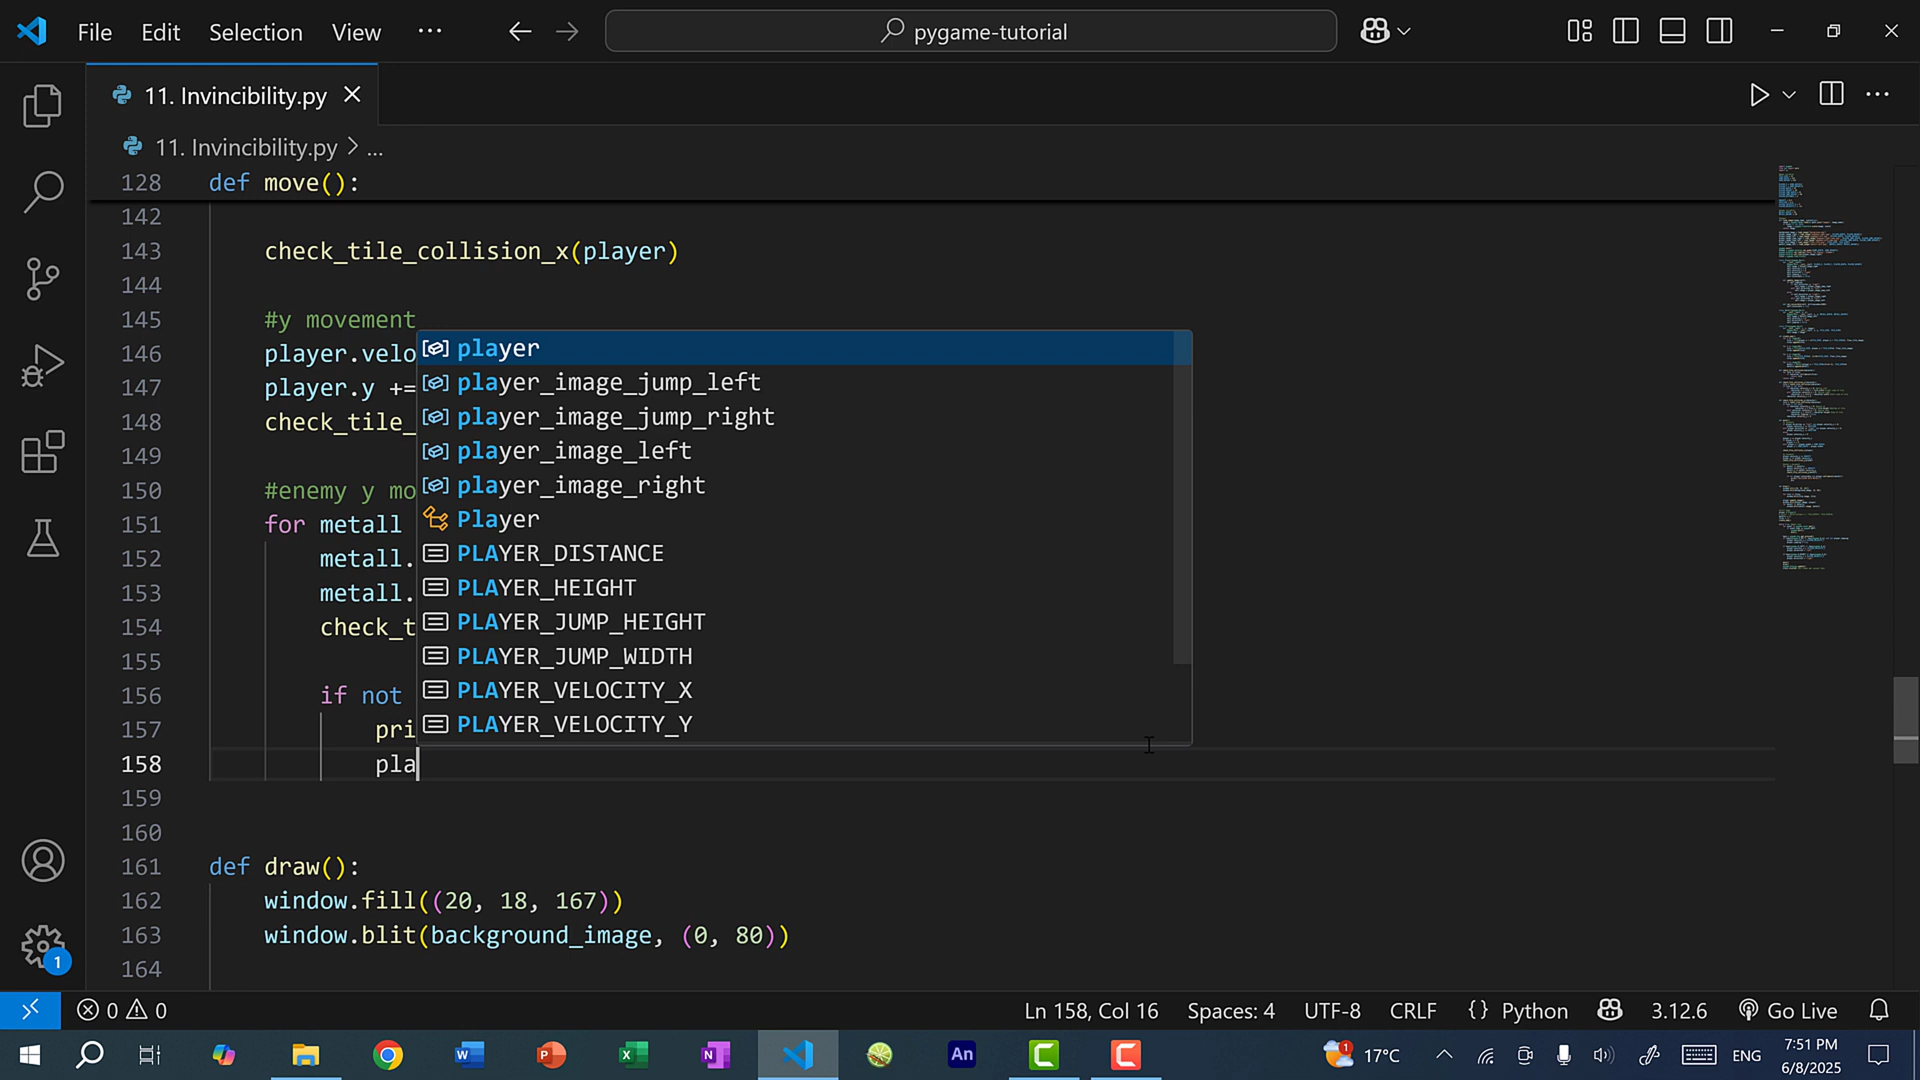 File Edit Selection View ··· pygame-tutorial
11. Invincibility.py
11. Invincibility.py > ...
128 def move():
142
143 check_tile_collision_x(player)
144
145 #y movement
146 player.velo
147 player.y +=
148 check_tile_
149
150 #enemy y mo
151 for metall
152 metall.
153 metall.
154 check_t
155
156 if not
157 pri
158 pla
159
160
161 def draw():
162 window.fill((20, 18, 167))
163 window.blit(background_image, (0, 80))
164
player
player_image_jump_left
player_image_jump_right
player_image_left
player_image_right
Player
PLAYER_DISTANCE
PLAYER_HEIGHT
PLAYER_JUMP_HEIGHT
PLAYER_JUMP_WIDTH
PLAYER_VELOCITY_X
PLAYER_VELOCITY_Y
1
0 0 Ln 158, Col 16 Spaces: 4 UTF-8 CRLF {} Python 3.12.6 Go Live
An 1 17°C ENG 7:51 PM
6/8/2025